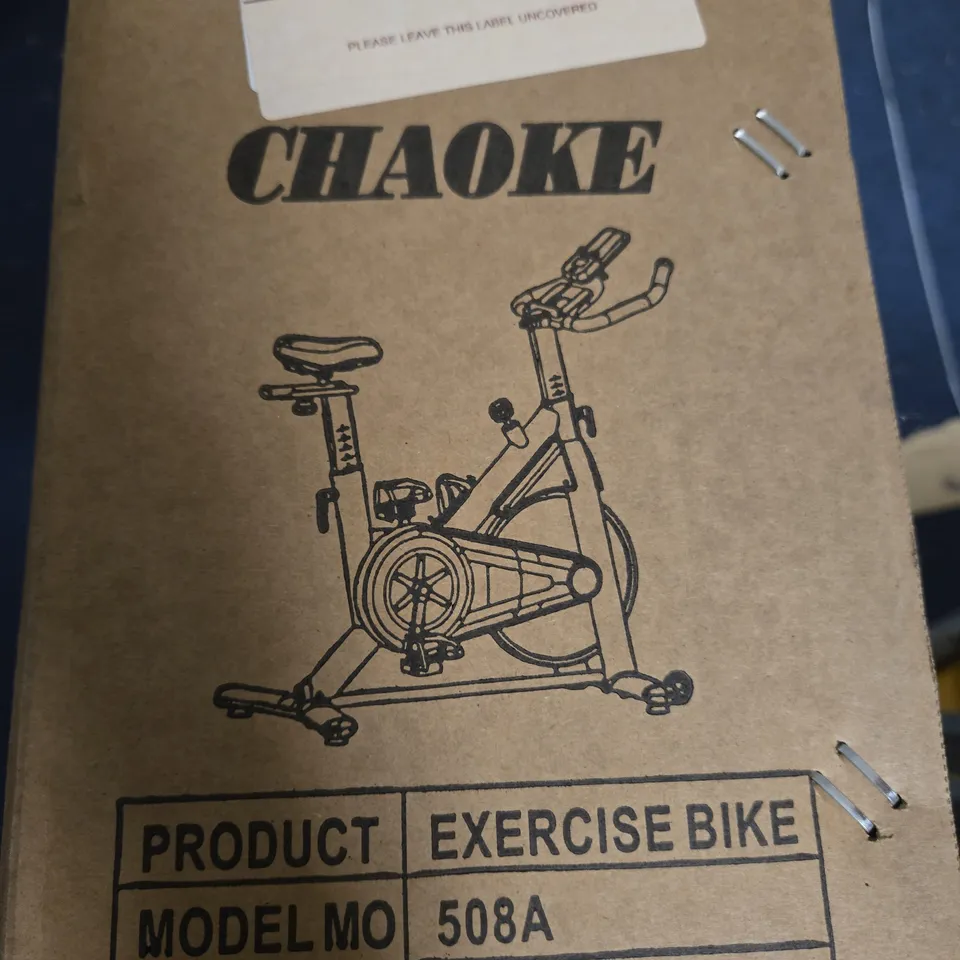 PLEASE LEAVE THIS LABEL UNCOVERED
CHAOKE
PRODUCT EXERCISE BIKE
MODEL MO 508A